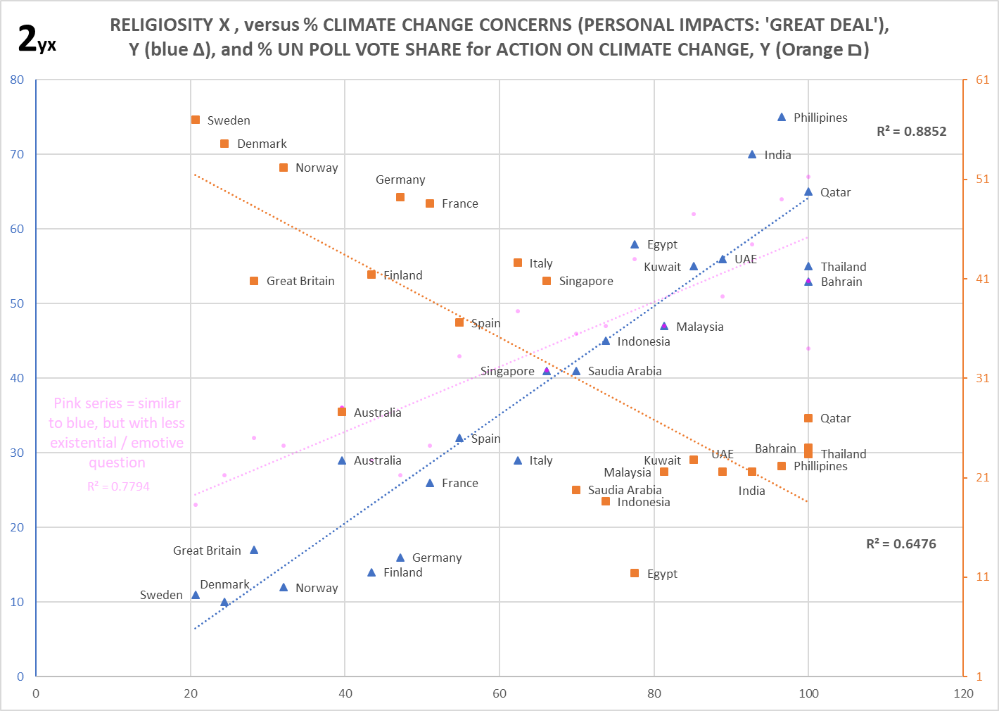 2yx
RELIGIOSITY X , versus % CLIMATE CHANGE CONCERNS (PERSONAL IMPACTS: 'GREAT DEAL'),
Y (blue Δ), and % UN POLL VOTE SHARE for ACTION ON CLIMATE CHANGE, Y (Orange ם)
80
61
Phillipines
Sweden
R² = 0.8852
Denmark
70
India
Norway
51
Germany
Qatar
France
60
Egypt
UAE
Italy
Kuwait
Thailand
Finland
41
Great Britain
Singapore
Bahrain
50
Spain
Malaysia
Indonesia
Singapore
Saudia Arabia
40
31
Pink series = similar
to blue, but with less
existential / emotive
question
R² = 0.7794
Australia
Qatar
Spain
Bahrain
30
UAE
Thailand
Australia
Italy
Kuwait
Phillipines
Malaysia
21
France
Saudia Arabia
India
Indonesia
20
R² = 0.6476
Great Britain
Germany
Finland
Egypt
11
Denmark
Norway
Sweden
10
0
1
0
20
40
60
80
100
120